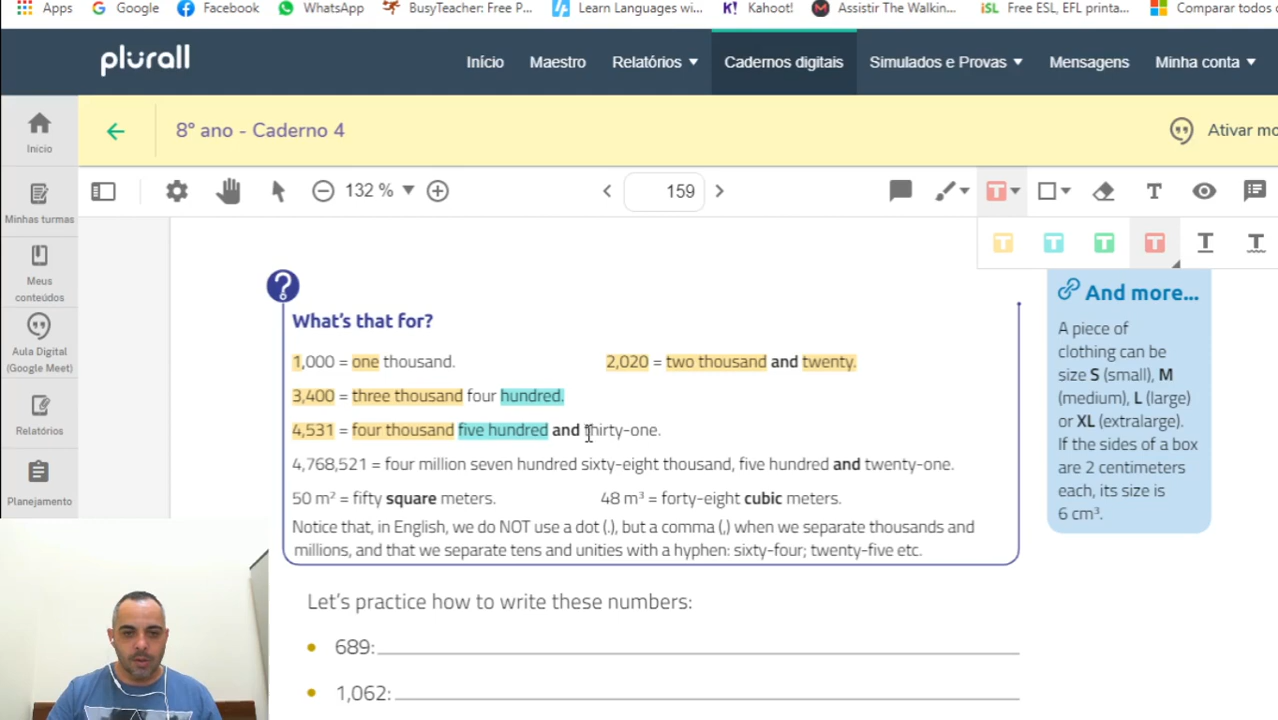 Apps Google Facebook WhatsApp BusyTeacher: Free P... Learn Languages wi... Kahoot! Assistir The Walkin... Free ESL, EFL printa... Comparar todos o
plurall Início Maestro Relatórios Cadernos digitais Simulados e Provas Mensagens Minha conta
Inicio
Minhas turmas
Meus
conteúdos
Aula Digital
(Google Meet)
Relatórios
Planejamento
8º ano - Caderno 4 Ativar mo
132 % 159
What's that for?
1,000 = one thousand. 2,020 = two thousand and twenty.
3,400 = three thousand four hundred.
4,531 = four thousand five hundred and thirty-one.
4,768,521 = four million seven hundred sixty-eight thousand, five hundred and twenty-one.
50 m² = fifty square meters. 48 m³ = forty-eight cubic meters.
Notice that, in English, we do NOT use a dot (.), but a comma (,) when we separate thousands and
millions, and that we separate tens and unities with a hyphen: sixty-four; twenty-five etc.
And more...
A piece of
clothing can be
size S (small), M
(medium), L (large)
or XL (extralarge).
If the sides of a box
are 2 centimeters
each, its size is
6 cm³.
Let's practice how to write these numbers:
689:
1,062: